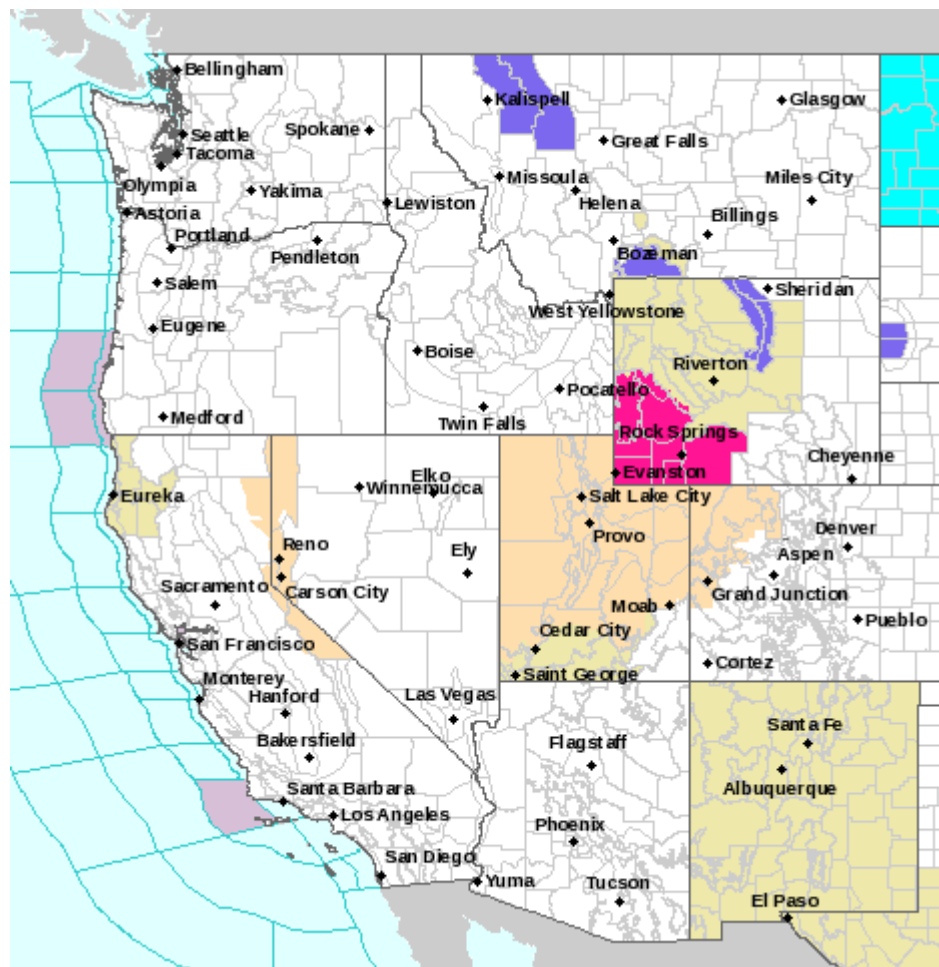 Bellingham
Kalispell
Glasgow
Spokane
Seattle
Great Falls
Tacoma
Missoula
Miles City
Olympia
Yakima
Lewiston
Helena
Astoria
Billings
Portland
Pendleton
Bozeman
Salem
Sheridan
West Yellowstone
Eugene
Boise
Riverton
Pocatello
Medford
Twin Falls
Rock Springs
Cheyenne
Evanston
Elko
Winnemucca
Eureka
Salt Lake City
Provo
Denver
Reno
Ely
Aspen
Sacramento
Carson City
Grand Junction
Moab
Pueblo
Cedar City
San Francisco
Cortez
Saint George
Monterey
Hanford
Las Vegas
Santa Fe
Bakersfield
Flagstaff
Albuquerque
Santa Barbara
Los Angeles
Phoenix
San Diego
Yuma
Tucson
El Paso